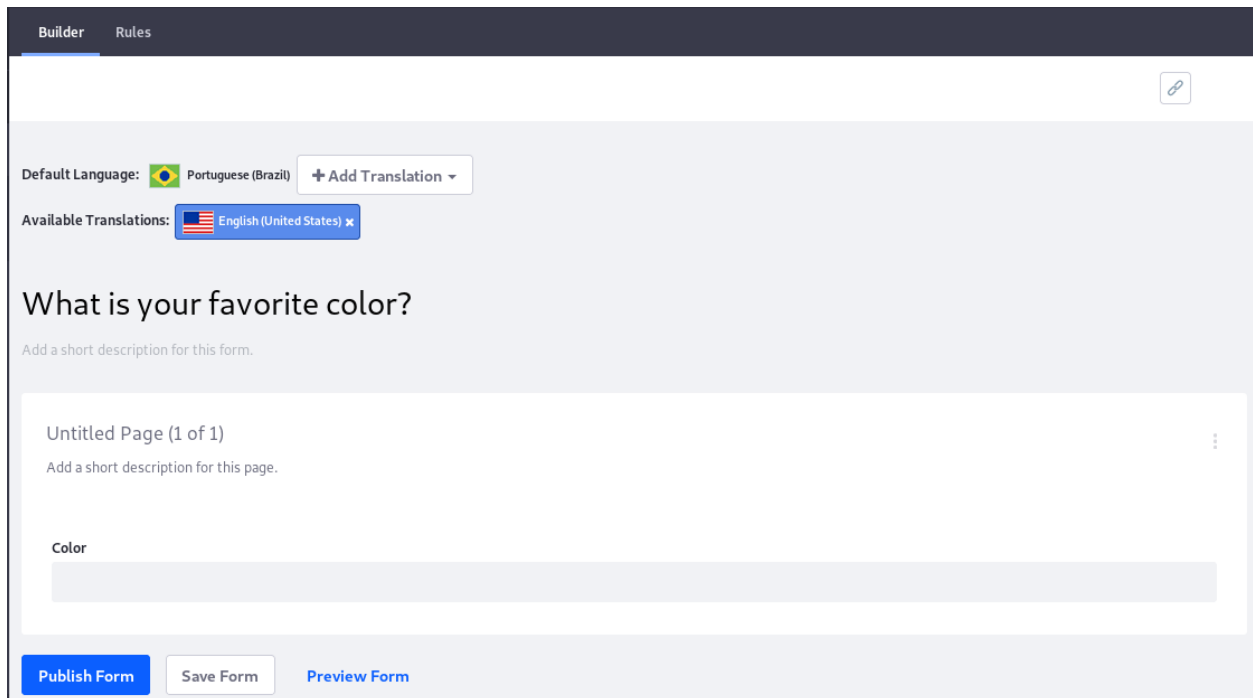 Builder Rules
Default Language: Portuguese (Brazil) + Add Translation
Available Translations: English (United States) ×
What is your favorite color?
Add a short description for this form.
Untitled Page (1 of 1)
Add a short description for this page.
Color
Publish Form Save Form Preview Form